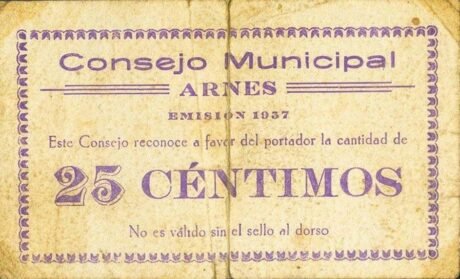 Consejo Municipal
ARNES
EMISIÓN 1937
Este Consejo reconoce a favor del portador la cantidad de
25 CÉNTIMOS
No es válido sin el sello al dorso